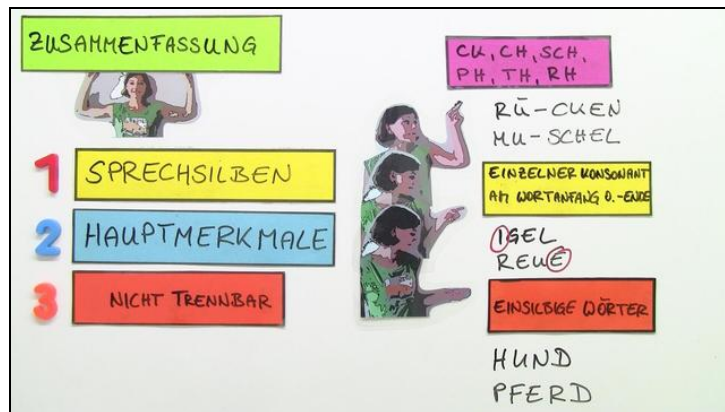 ZUSAMMENFASSUNG
1 SPRECHSILBEN
2 HAUPTMERKMALE
3 NICHT TRENNBAR
CK, CH, SCH,
PH, TH, RH
RÜ-CKEN
MU-SCHEL
EINZELNER KONSONANT
AM WORTANFANG O.-ENDE
IGEL
REUE
EINSILBIGE WÖRTER
HUND
PFERD